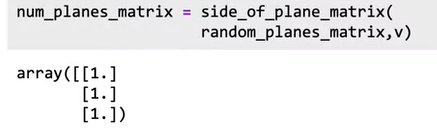 num_planes_matrix = side_of_plane_matrix(
random_planes_matrix,v)
array([[1.]
[1.]
[1.])